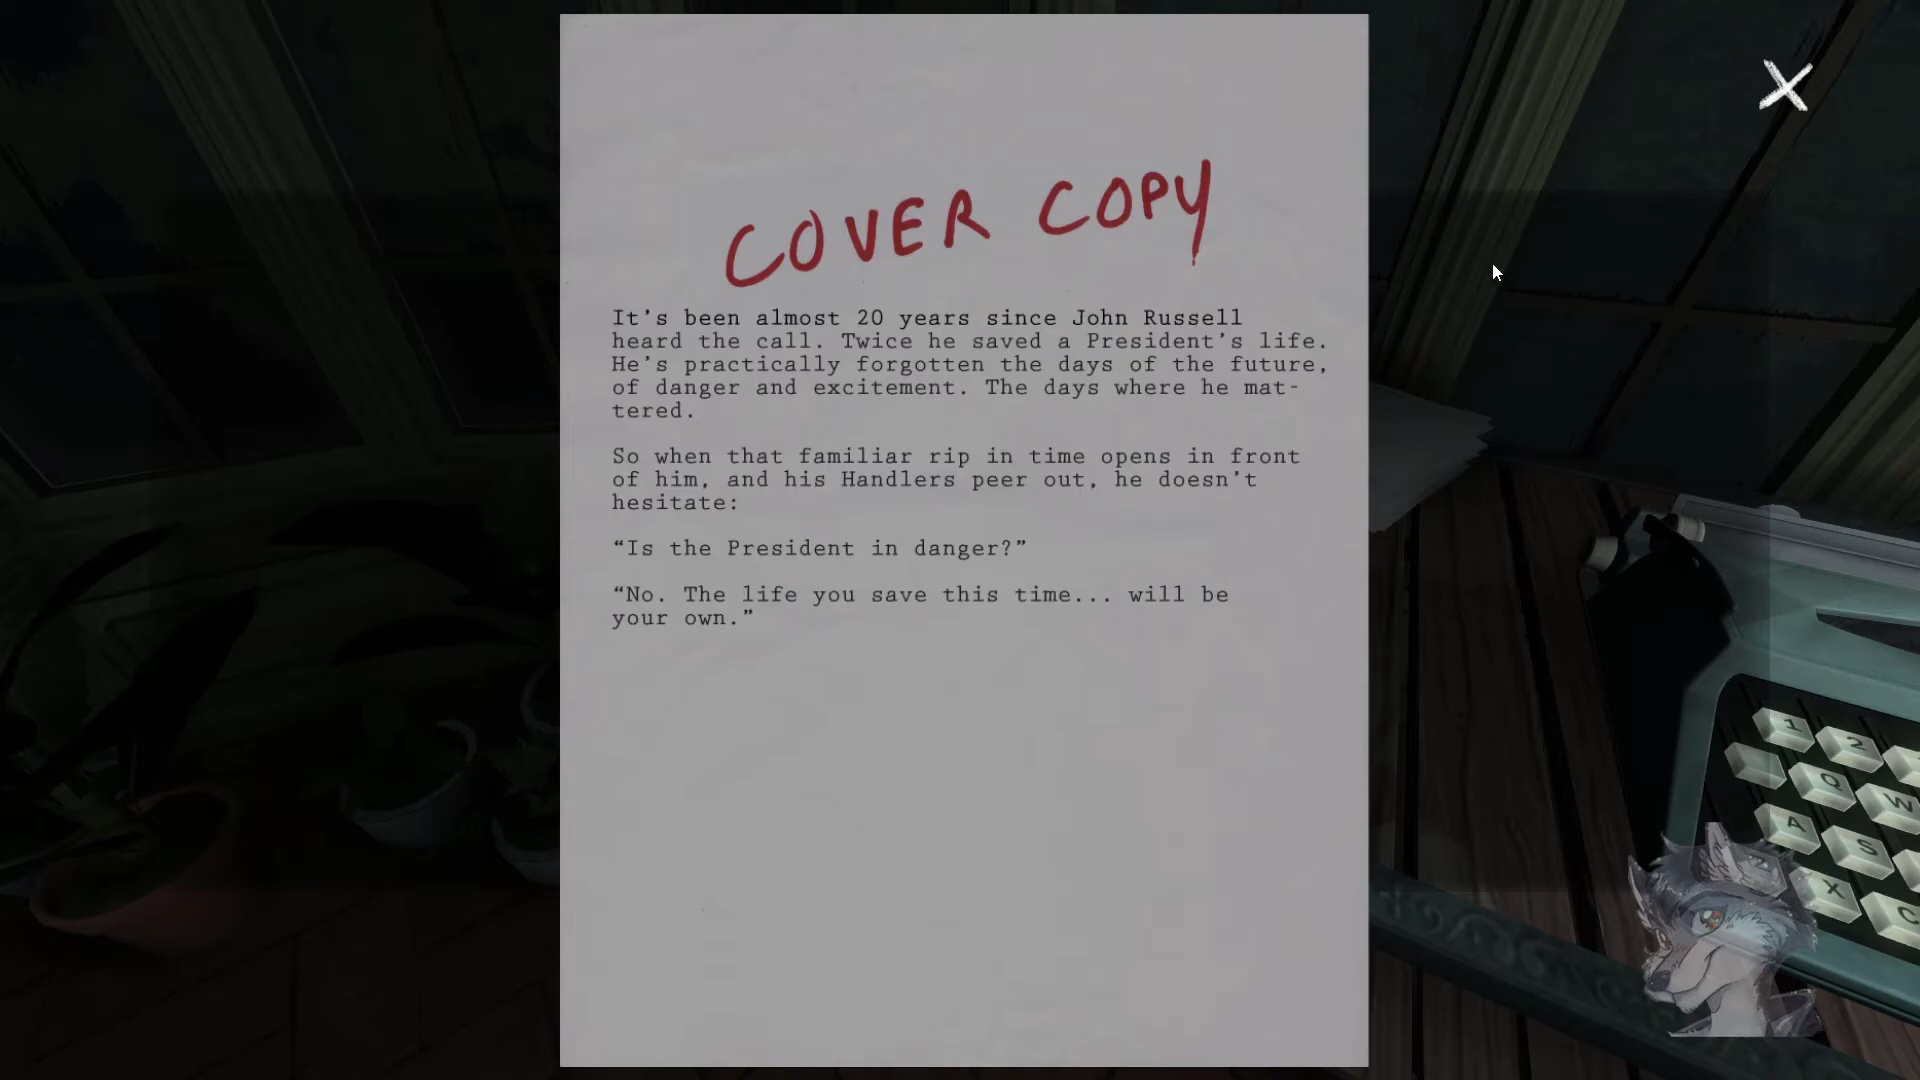 COVER COPY
It’s been almost 20 years since John Russell
heard the call. Twice he saved a President’s life.
He’s practically forgotten the days of the future,
of danger and excitement. The days where he mat-
tered.
So when that familiar rip in time opens in front
of him, and his Handlers peer out, he doesn’t
hesitate:
“Is the President in danger?”
“No. The life you save this time... will be
your own.”
1 2
Q W
A S
X C